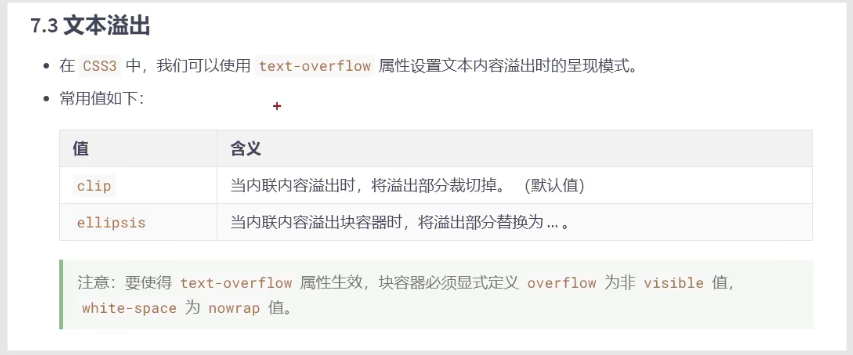 7.3 文本溢出
在 CSS3 中，我们可以使用 text-overflow 属性设置文本内容溢出时的呈现模式。
常用值如下：
值 含义
clip 当内联内容溢出时，将溢出部分裁切掉。 （默认值）
ellipsis 当内联内容溢出块容器时，将溢出部分替换为 ... 。
注意：要使得 text-overflow 属性生效，块容器必须显式定义 overflow 为非 visible 值，
white-space 为 nowrap 值。